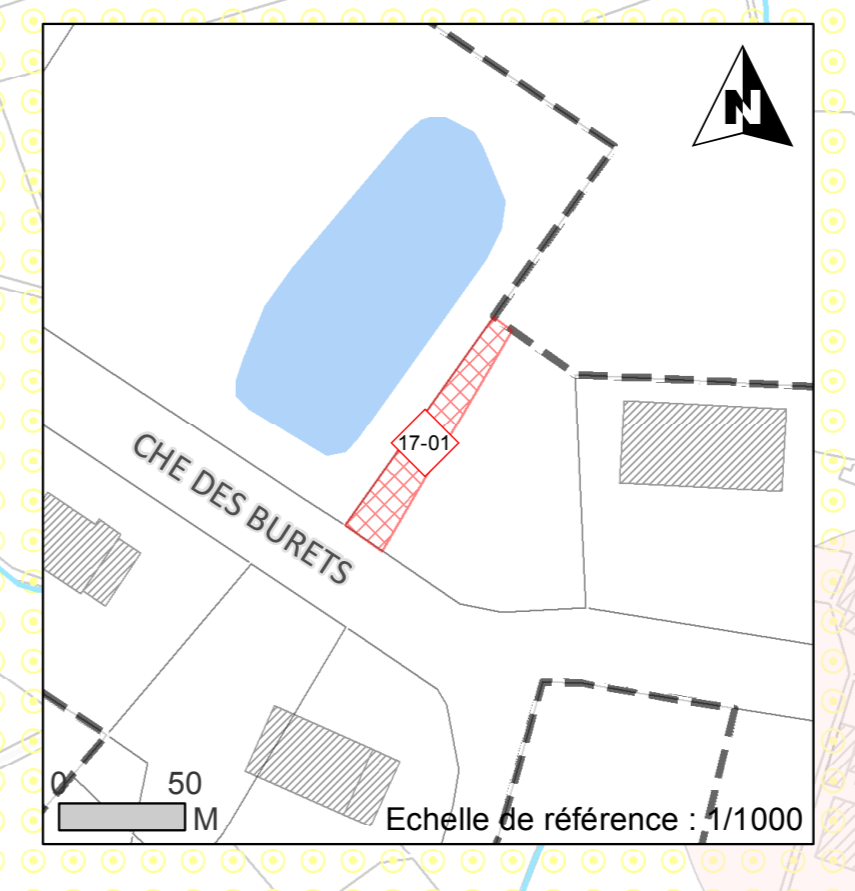 N
17-01
CHE DES BURETS
0 50
M
Echelle de référence : 1/1000